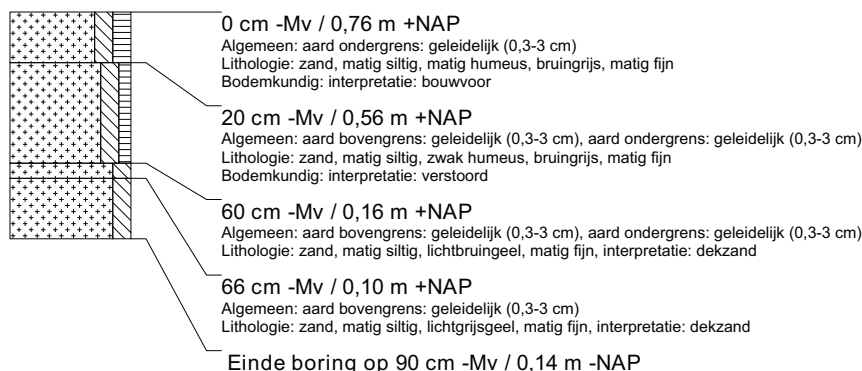 0 cm -Mv / 0,76 m +NAP
Algemeen: aard ondergrens: geleidelijk (0,3-3 cm)
Lithologie: zand, matig siltig, matig humeus, bruingrijs, matig fijn
Bodemkundig: interpretatie: bouwvoor
20 cm -Mv / 0,56 m +NAP
Algemeen: aard bovengrens: geleidelijk (0,3-3 cm), aard ondergrens: geleidelijk (0,3-3 cm)
Lithologie: zand, matig siltig, zwak humeus, bruingrijs, matig fijn
Bodemkundig: interpretatie: verstoord
60 cm -Mv / 0,16 m +NAP
Algemeen: aard bovengrens: geleidelijk (0,3-3 cm), aard ondergrens: geleidelijk (0,3-3 cm)
Lithologie: zand, matig siltig, lichtbruingeel, matig fijn, interpretatie: dekzand
66 cm -Mv / 0,10 m +NAP
Algemeen: aard bovengrens: geleidelijk (0,3-3 cm)
Lithologie: zand, matig siltig, lichtgrijsgeel, matig fijn, interpretatie: dekzand
Einde boring op 90 cm -Mv / 0,14 m -NAP